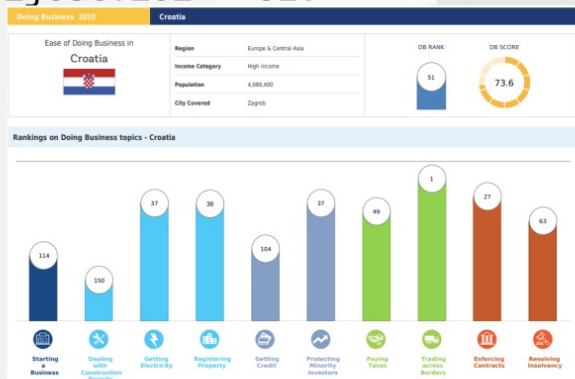 Doing Business 2020 Croatia
Ease of Doing Business in
Croatia
Region Europe & Central Asia
Income Category High income
Population 4,089,400
City Covered Zagreb
DB RANK DB SCORE
51 73.6
Rankings on Doing Business topics - Croatia
114 150 37 38 104 37 49 1 27 63
Starting a Business
Dealing with Construction
Getting Electricity
Registering Property
Getting Credit
Protecting Minority Investors
Paying Taxes
Trading across Borders
Enforcing Contracts
Resolving Insolvency